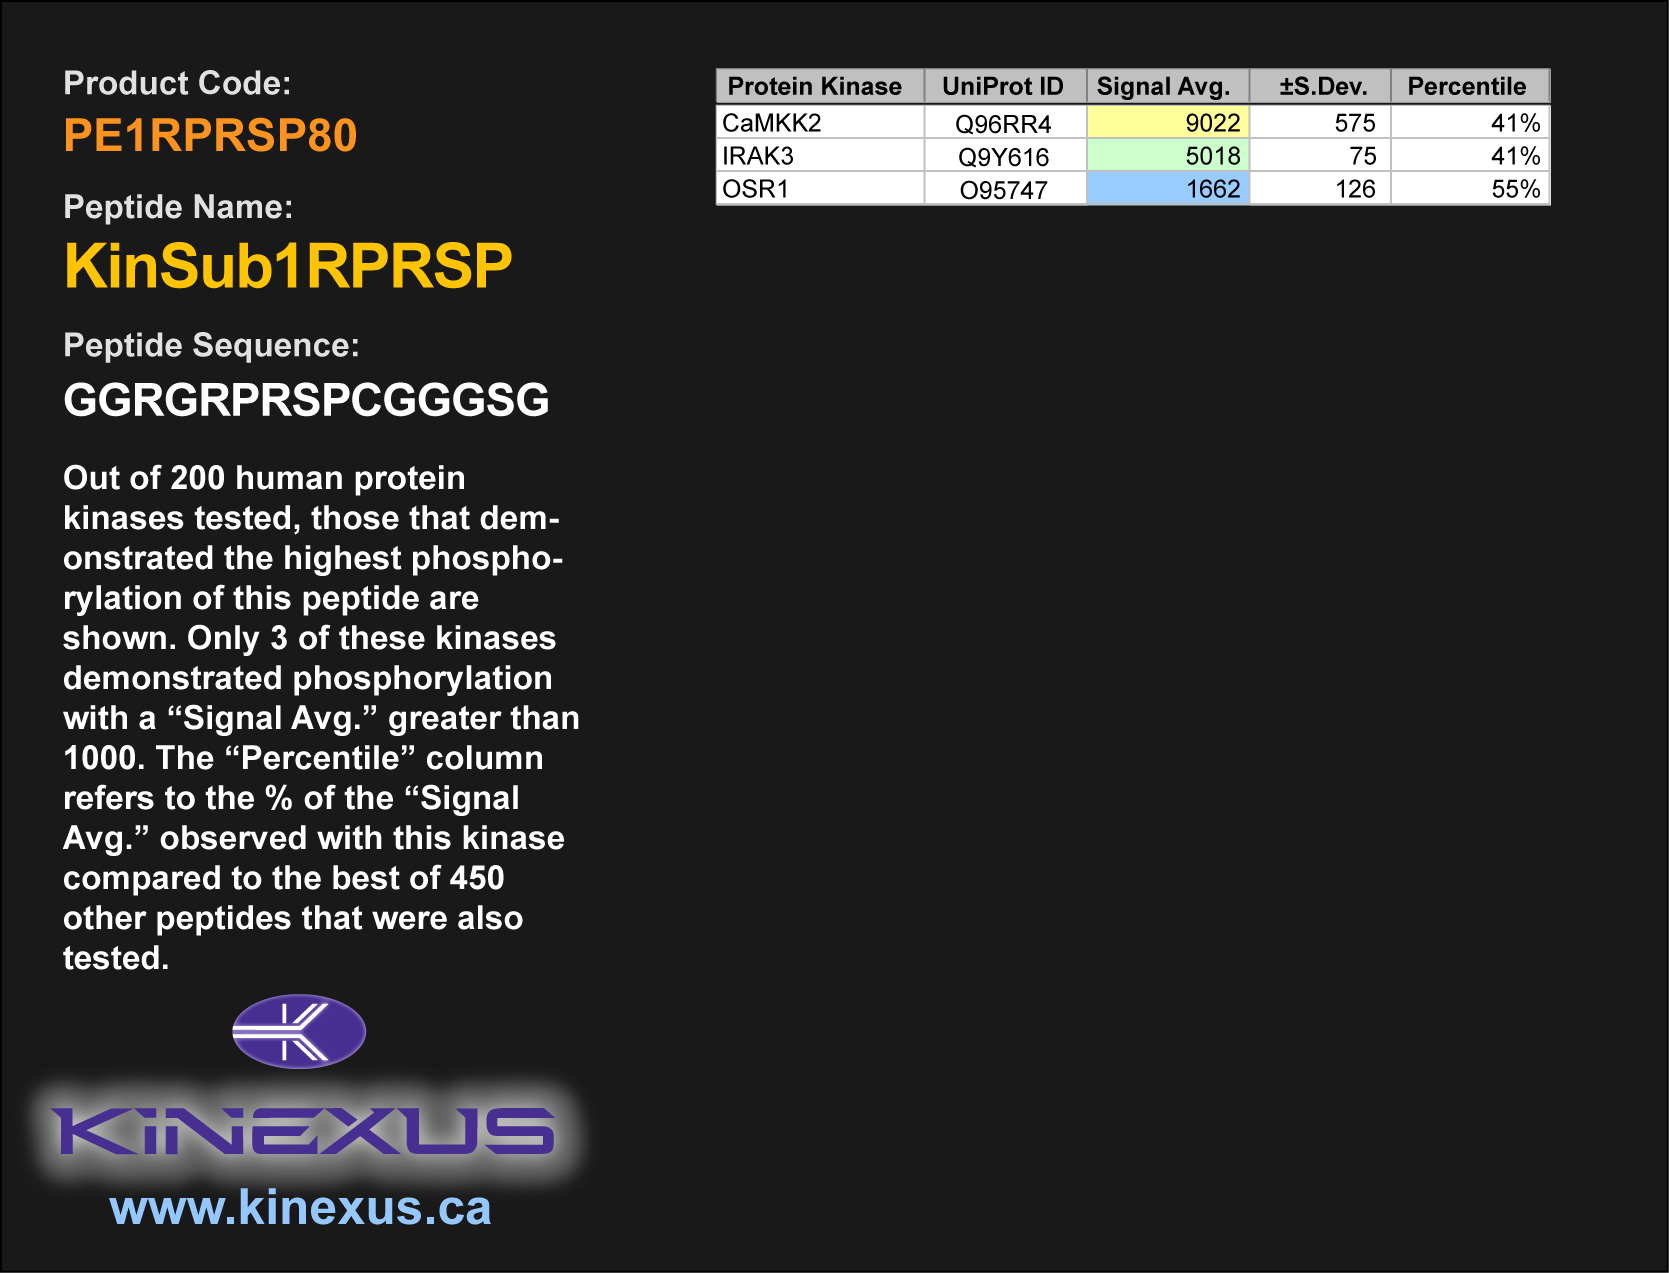 Product Code:
PE1RPRSP80
Peptide Name:
KinSub1RPRSP
Peptide Sequence:
GGRGRPRSPCGGGSG
Out of 200 human protein
kinases tested, those that dem-
onstrated the highest phospho-
rylation of this peptide are
shown. Only 3 of these kinases
demonstrated phosphorylation
with a “Signal Avg.” greater than
1000. The “Percentile” column
refers to the % of the “Signal
Avg.” observed with this kinase
compared to the best of 450
other peptides that were also
tested.
KiNEXUS
www.kinexus.ca
Protein Kinase UniProt ID Signal Avg. ±S.Dev. Percentile
CaMKK2 Q96RR4 9022 575 41%
IRAK3 Q9Y616 5018 75 41%
OSR1 O95747 1662 126 55%